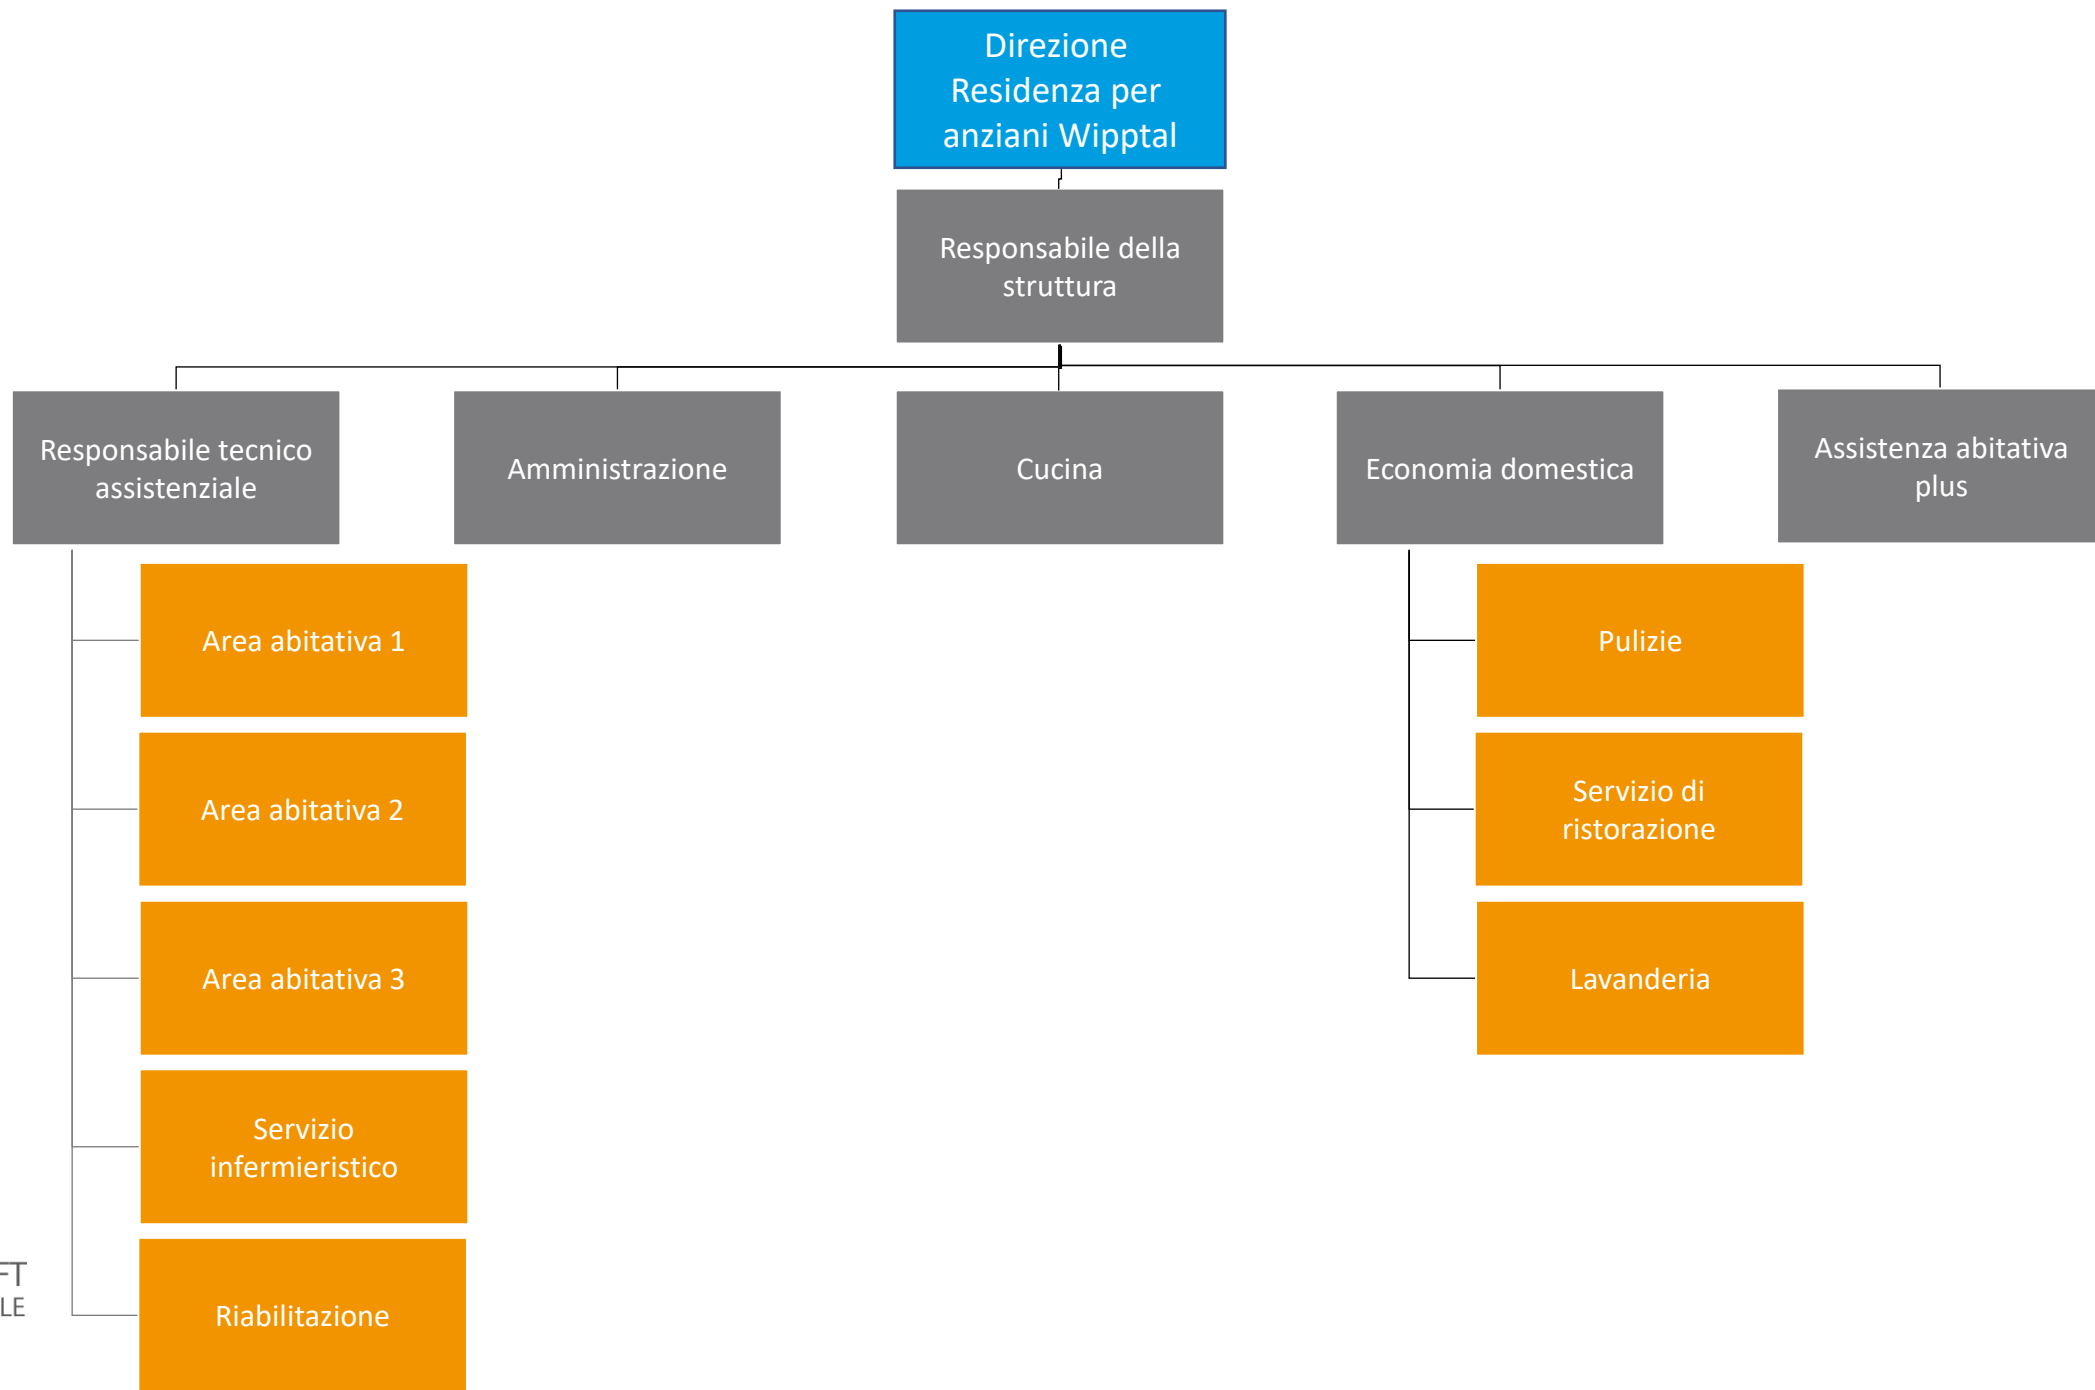 Direzione
Residenza per
anziani Wipptal
Responsabile della
struttura
Responsabile tecnico
assistenziale
Amministrazione
Cucina
Economia domestica
Assistenza abitativa
plus
Area abitativa 1
Pulizie
Area abitativa 2
Servizio di
ristorazione
Area abitativa 3
Lavanderia
Servizio
infermieristico
Riabilitazione